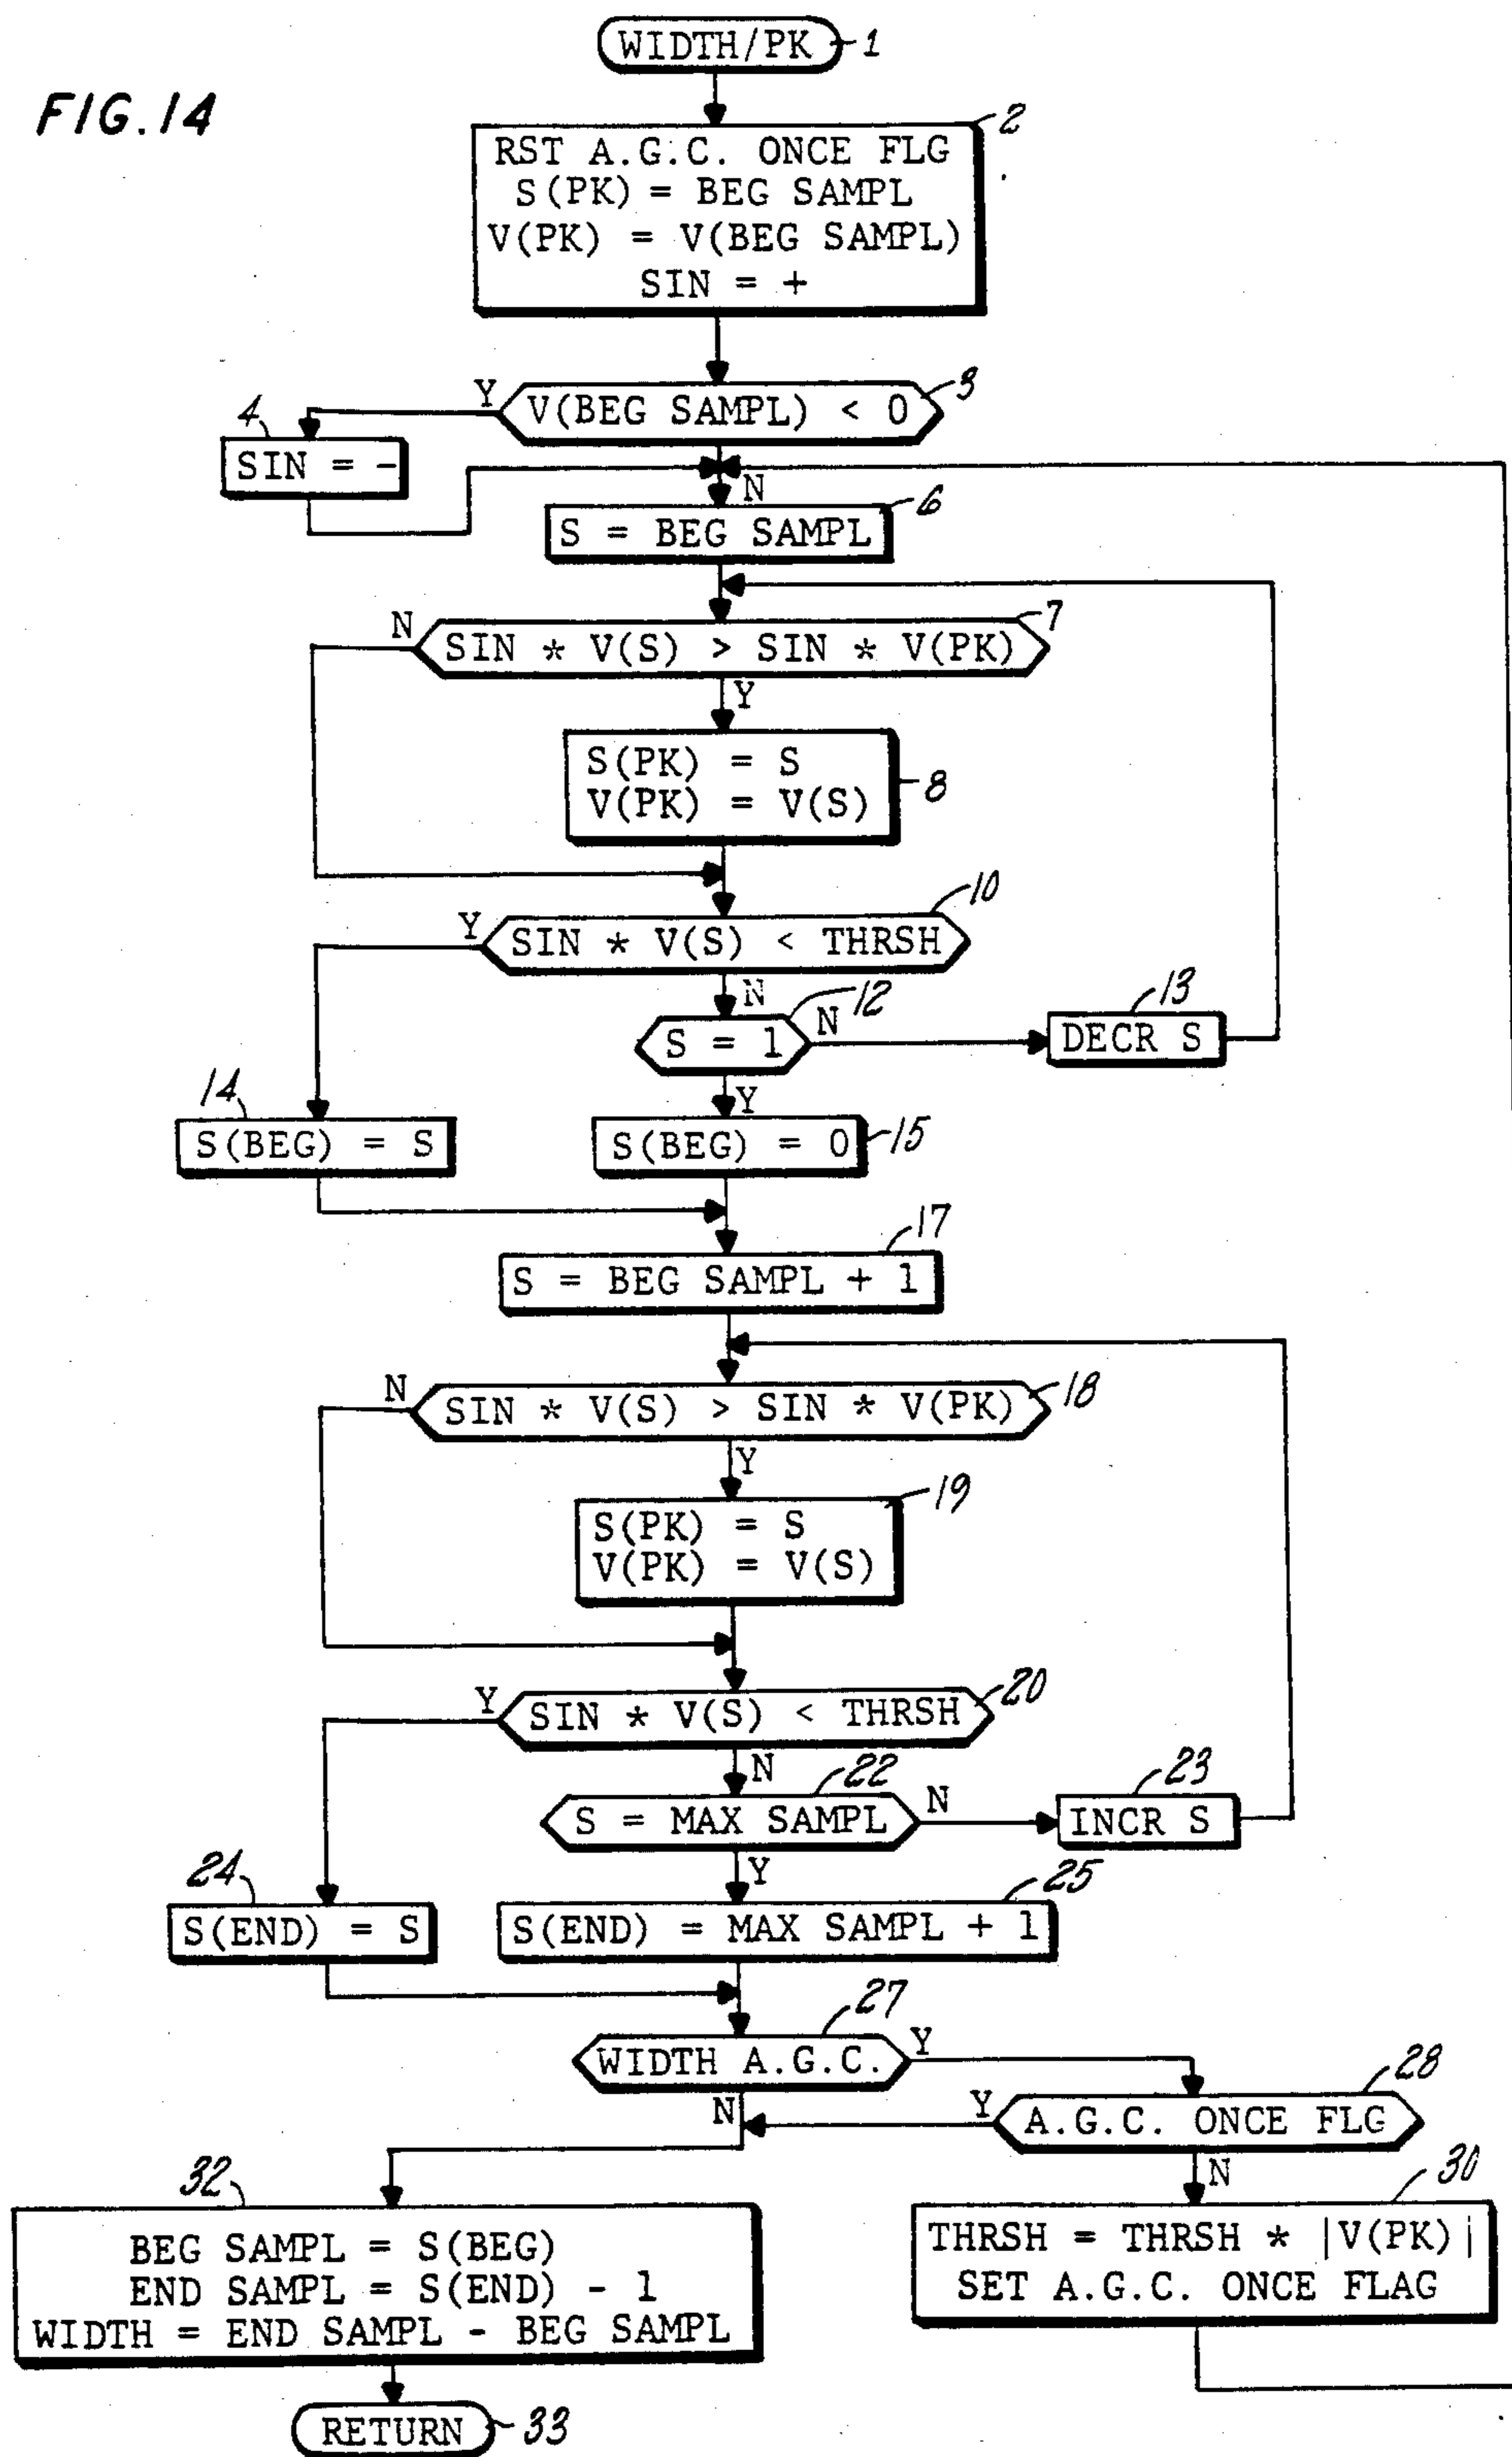 FIG.14
WIDTH/PK
1
2
RST A.G.C. ONCE FLG
S(PK) = BEG SAMPL
V(PK) = V(BEG SAMPL)
SIN = +
Y
V(BEG SAMPL) < 0
3
4
SIN = -
N
6
S = BEG SAMPL
N
SIN * V(S) > SIN * V(PK)
7
Y
S(PK) = S
V(PK) = V(S)
8
Y
SIN * V(S) < THRSH
10
N
12
S = 1
N
13
DECR S
14
Y
S(BEG) = S
S(BEG) = 0
15
17
S = BEG SAMPL + 1
N
SIN * V(S) > SIN * V(PK)
18
Y
19
S(PK) = S
V(PK) = V(S)
Y
SIN * V(S) < THRSH
20
N
22
S = MAX SAMPL
N
23
INCR S
24
Y
25
S(END) = S
S(END) = MAX SAMPL + 1
27
WIDTH A.G.C.
Y
28
N
Y
A.G.C. ONCE FLG
32
N
30
BEG SAMPL = S(BEG)
END SAMPL = S(END) - 1
WIDTH = END SAMPL - BEG SAMPL
THRSH = THRSH * |V(PK)|
SET A.G.C. ONCE FLAG
RETURN
33